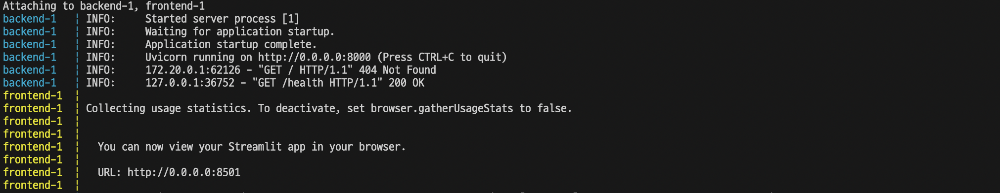 Attaching to backend-1, frontend-1
backend-1   | INFO:     Started server process [1]
backend-1   | INFO:     Waiting for application startup.
backend-1   | INFO:     Application startup complete.
backend-1   | INFO:     Uvicorn running on http://0.0.0.0:8000 (Press CTRL+C to quit)
backend-1   | INFO:     172.20.0.1:62126 - "GET / HTTP/1.1" 404 Not Found
backend-1   | INFO:     127.0.0.1:36752 - "GET /health HTTP/1.1" 200 OK
frontend-1  |
frontend-1  | Collecting usage statistics. To deactivate, set browser.gatherUsageStats to false.
frontend-1  |
frontend-1  |
frontend-1  |   You can now view your Streamlit app in your browser.
frontend-1  |
frontend-1  |   URL: http://0.0.0.0:8501
frontend-1  |